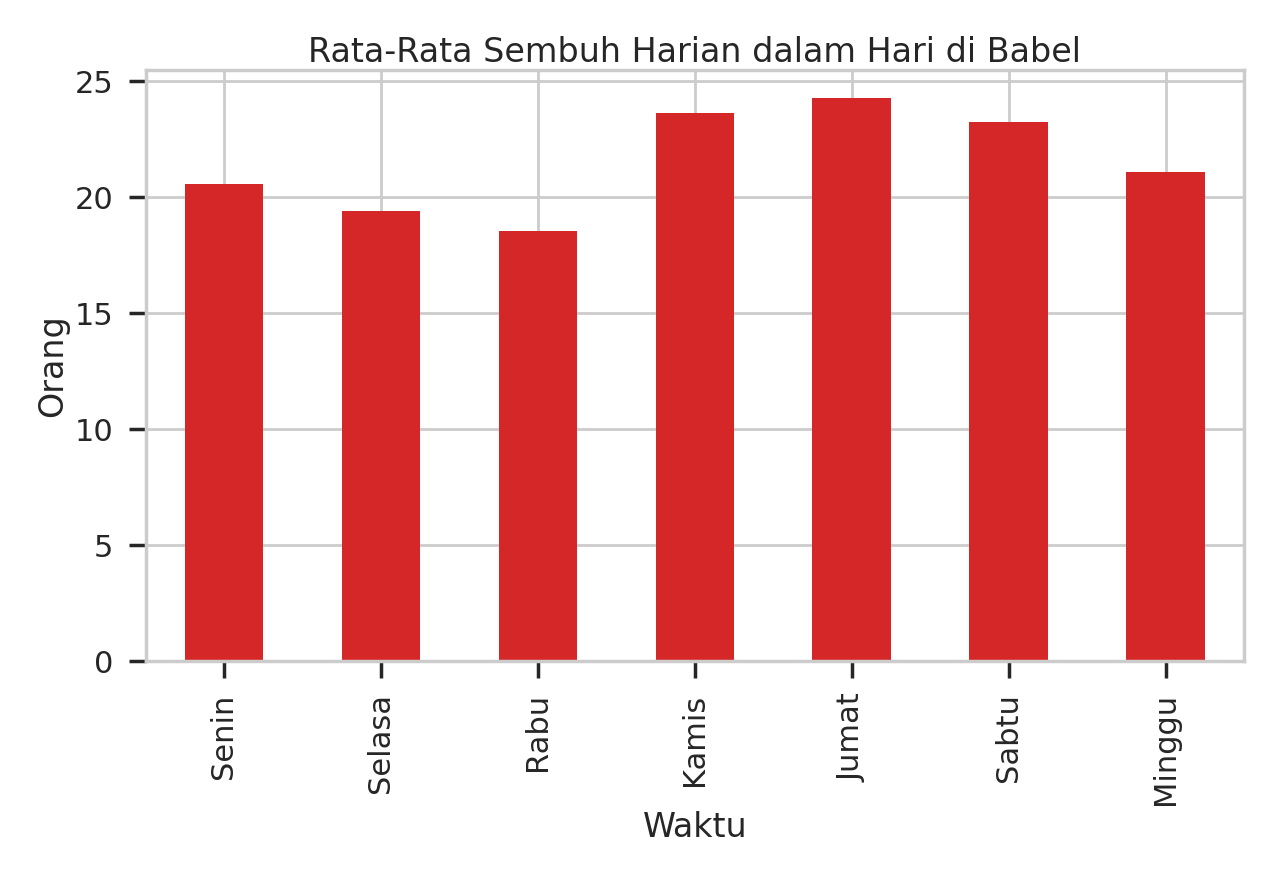 Rata-Rata Sembuh Harian dalam Hari di Babel
Orang
25
20
15
10
5
0
Senin
Selasa
Rabu
Kamis
Jumat
Sabtu
Minggu
Waktu